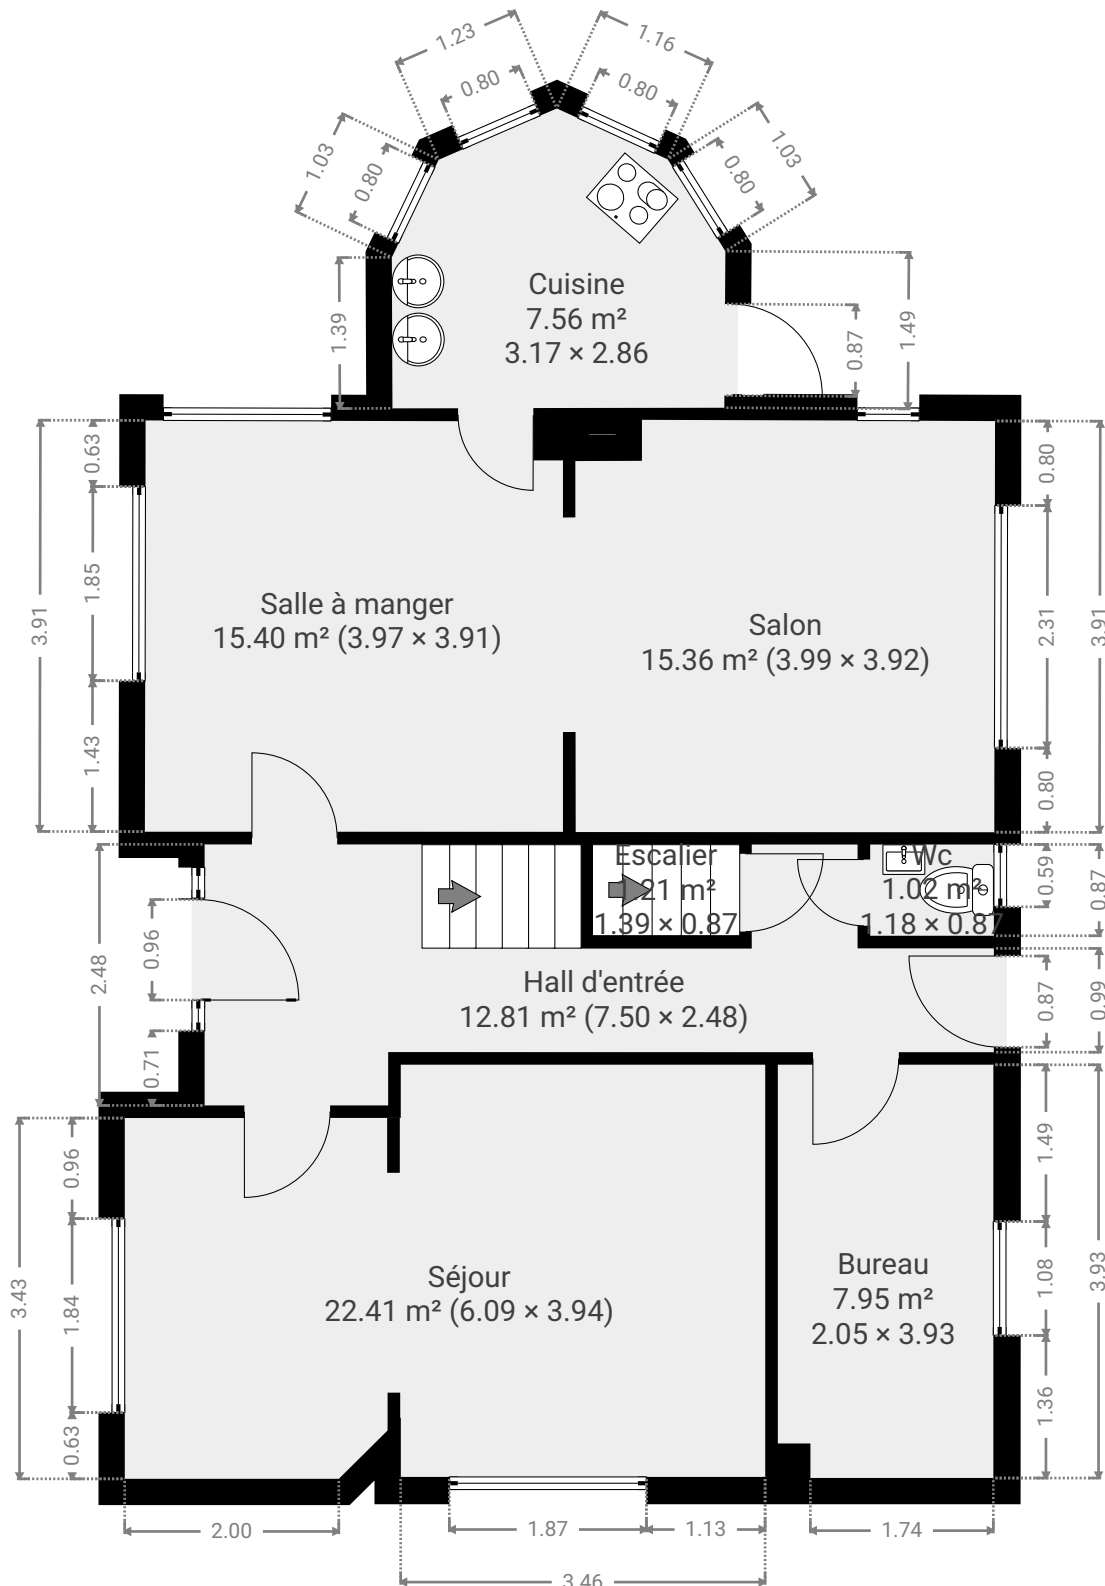 1.23
1.16
0.80
0.80
1.03
0.80
0.80
1.03
Cuisine
7.56 m²
3.17 × 2.86
1.39
0.87
1.49
0.63
0.80
1.85
3.91
Salle à manger
15.40 m² (3.97 × 3.91)
Salon
15.36 m² (3.99 × 3.92)
2.31
3.91
1.43
0.80
Escalier
1.21 m²
1.39 × 0.87
Wc
1.02 m²
1.18 × 0.87
0.59
0.87
0.96
2.48
Hall d'entrée
12.81 m² (7.50 × 2.48)
0.87
0.99
0.71
0.96
1.49
Séjour
22.41 m² (6.09 × 3.94)
Bureau
7.95 m²
2.05 × 3.93
3.43
1.84
1.08
3.93
0.63
1.36
2.00
1.87
1.13
1.74
3.46